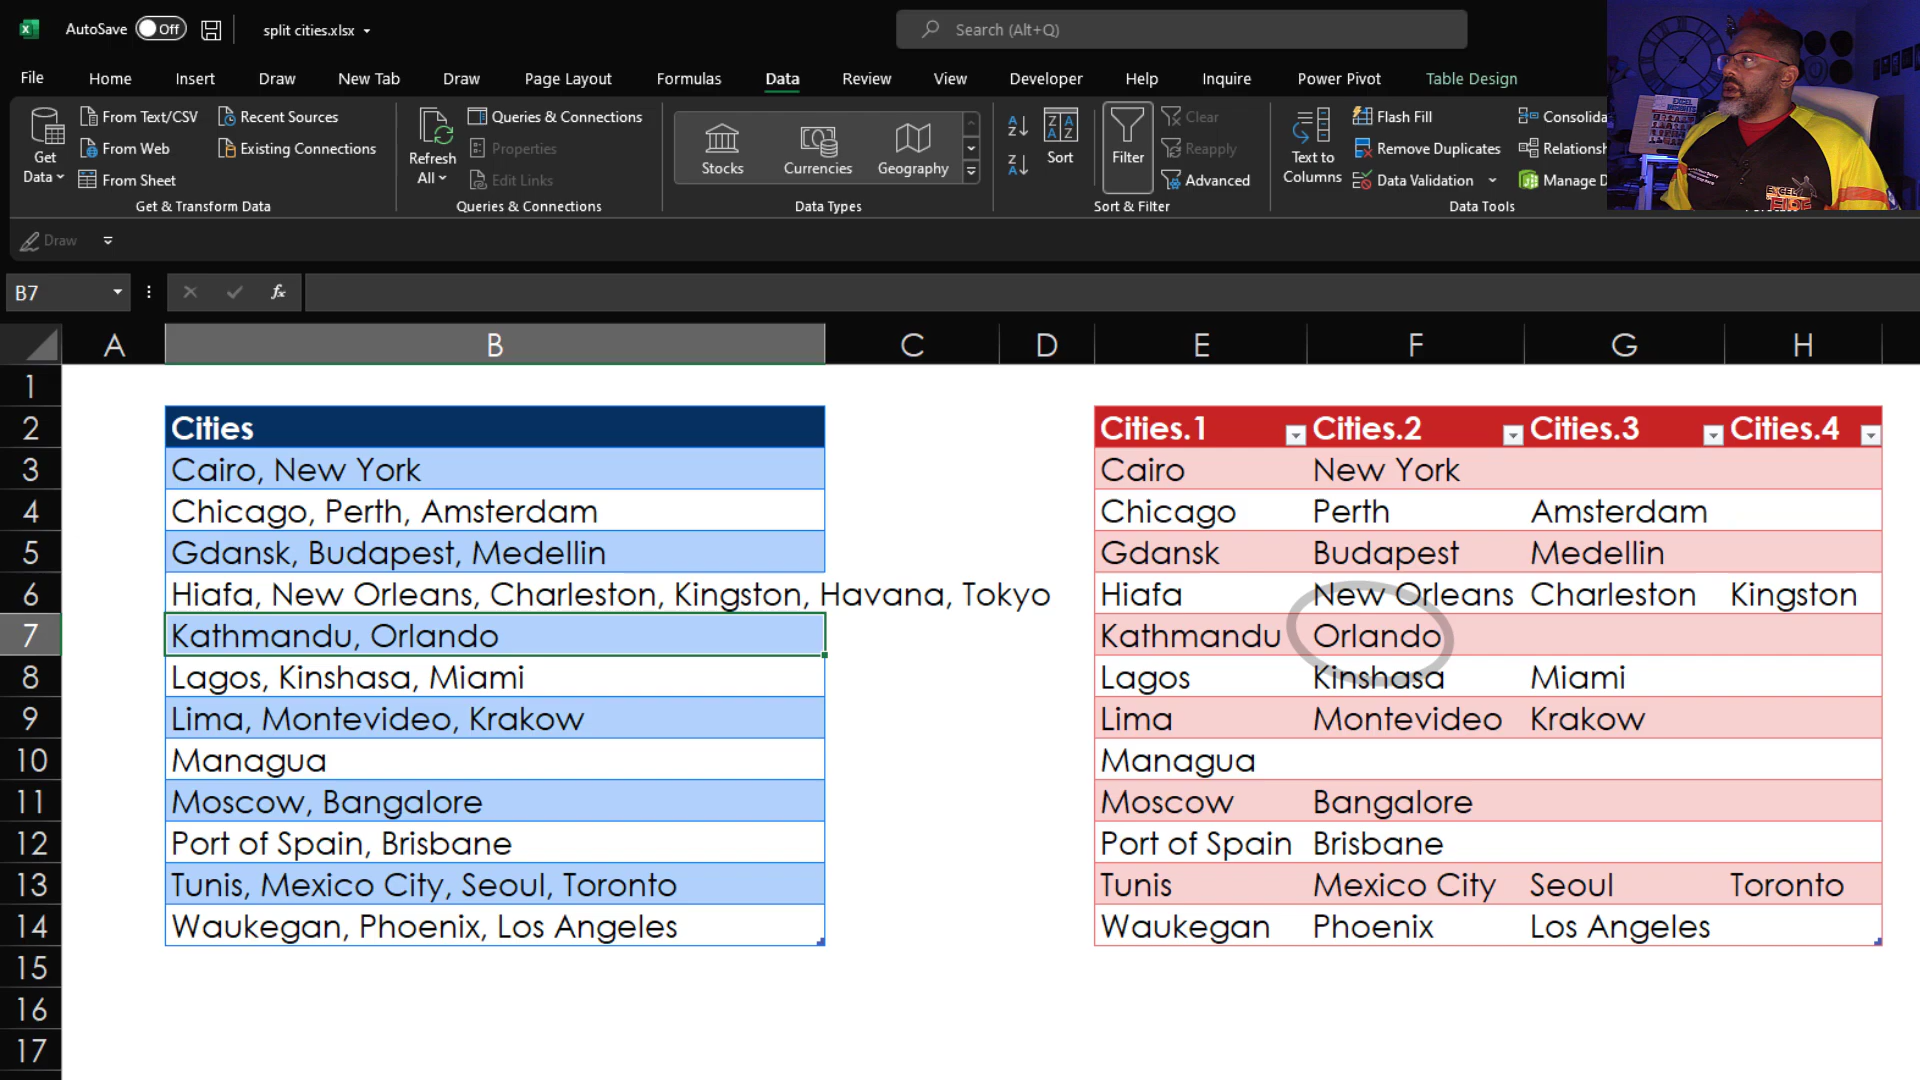 AutoSave Off split cities.xlsx Search (Alt+Q)
File Home Insert Draw New Tab Draw Page Layout Formulas Data Review View Developer Help Inquire Power Pivot Table Design
Get Data
From Text/CSV
From Web
From Sheet
Recent Sources
Existing Connections
Get & Transform Data
Refresh All
Queries & Connections
Properties
Edit Links
Queries & Connections
Stocks Currencies Geography
Data Types
Sort
Filter
Clear
Reapply
Advanced
Sort & Filter
Text to Columns
Flash Fill
Remove Duplicates
Data Validation
Consolida
Relationsh
Manage D
Data Tools
EXCEL
Draw
B7 fx
A B C D E F G H
1
2 Cities Cities.1 Cities.2 Cities.3 Cities.4
3 Cairo, New York Cairo New York
4 Chicago, Perth, Amsterdam Chicago Perth Amsterdam
5 Gdansk, Budapest, Medellin Gdansk Budapest Medellin
6 Hiafa, New Orleans, Charleston, Kingston, Havana, Tokyo Hiafa New Orleans Charleston Kingston
7 Kathmandu, Orlando Kathmandu Orlando
8 Lagos, Kinshasa, Miami Lagos Kinshasa Miami
9 Lima, Montevideo, Krakow Lima Montevideo Krakow
10 Managua Managua
11 Moscow, Bangalore Moscow Bangalore
12 Port of Spain, Brisbane Port of Spain Brisbane
13 Tunis, Mexico City, Seoul, Toronto Tunis Mexico City Seoul Toronto
14 Waukegan, Phoenix, Los Angeles Waukegan Phoenix Los Angeles
15
16
17